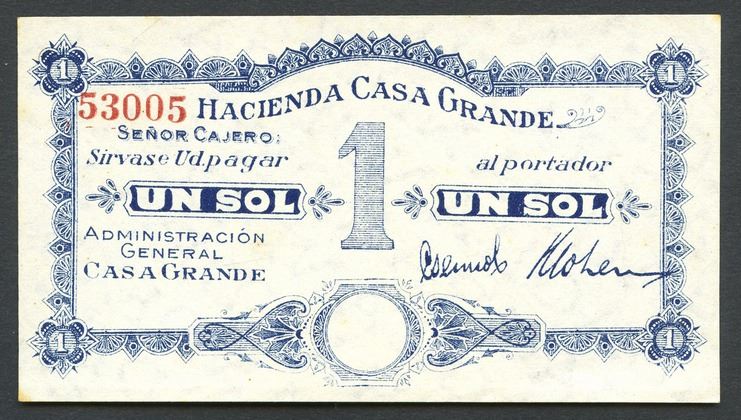 1 1
53005 HACIENDA CASA GRANDE
SEÑOR CAJERO:
Sírvase Ud. pagar 1 al portador
UN SOL UN SOL
ADMINISTRACIÓN
GENERAL
CASA GRANDE
1 1